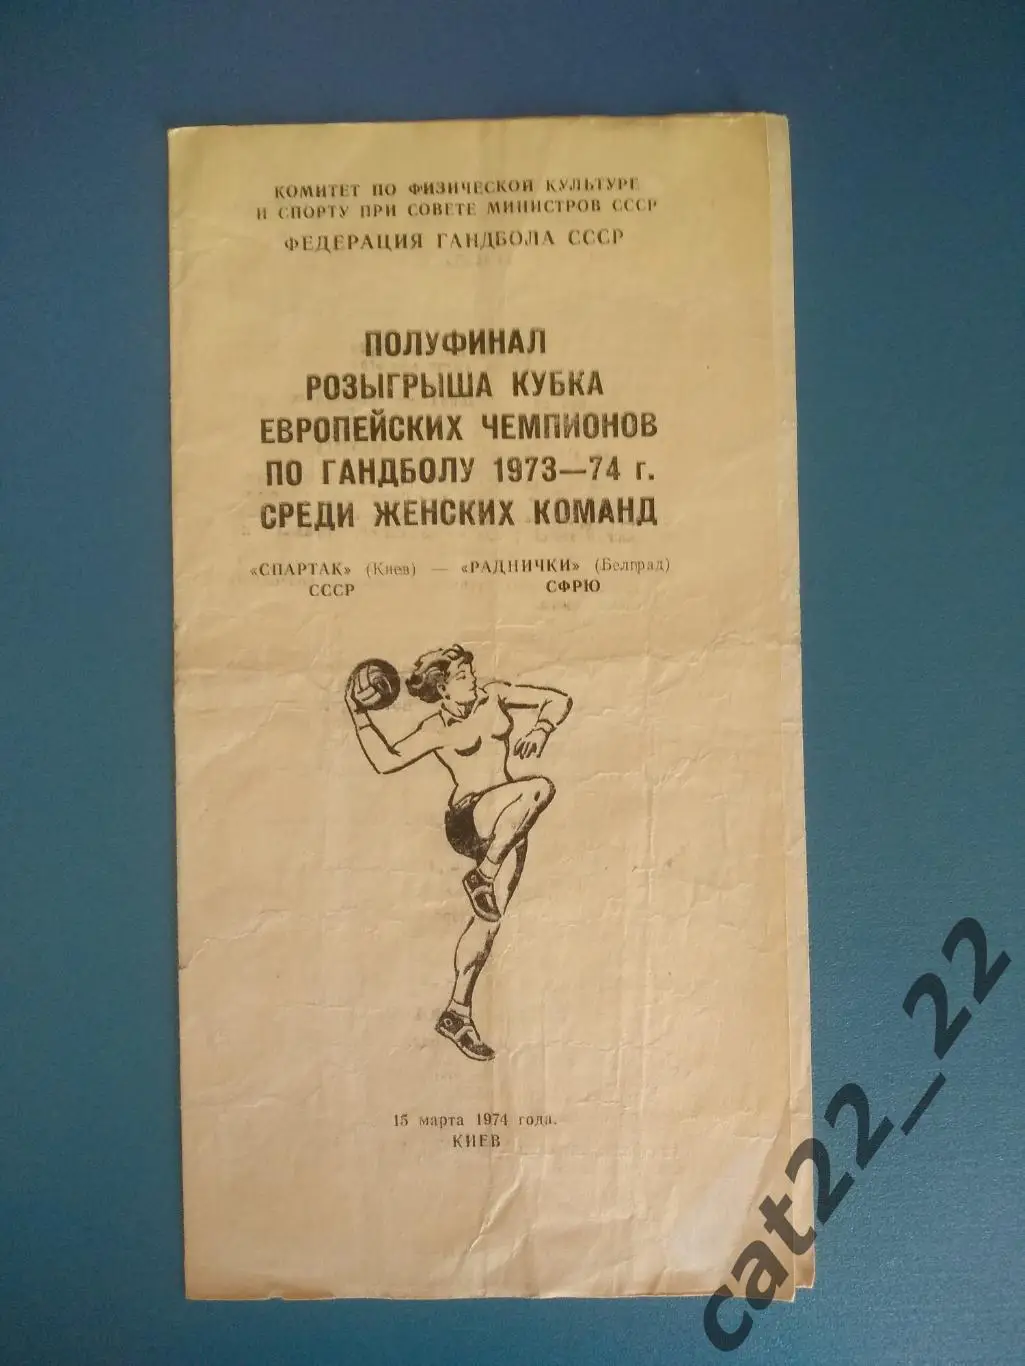 КОМИТЕТ ПО ФИЗИЧЕСКОЙ КУЛЬТУРЕ
И СПОРТУ ПРИ СОВЕТЕ МИНИСТРОВ СССР
ФЕДЕРАЦИЯ ГАНДБОЛА СССР
ПОЛУФИНАЛ
РОЗЫГРЫША КУБКА
ЕВРОПЕЙСКИХ ЧЕМПИОНОВ
ПО ГАНДБОЛУ 1973—74 г.
СРЕДИ ЖЕНСКИХ КОМАНД
«СПАРТАК» (Киев) — «РАДНИЧКИ» (Белград)
СССР СФРЮ
15 марта 1974 года.
КИЕВ
cat22_22